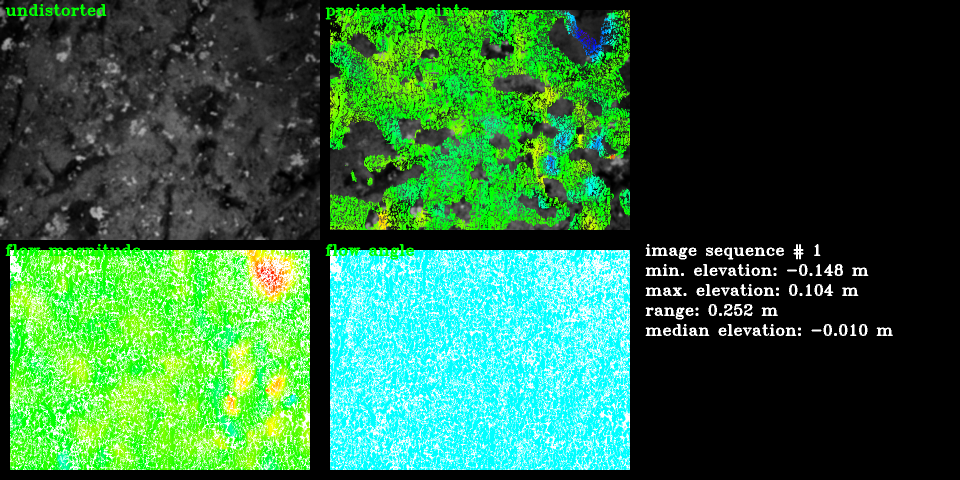 undistorted
projected points
flow magnitude
flow angle
image sequence # 1
min. elevation: −0.148 m
max. elevation: 0.104 m
range: 0.252 m
median elevation: −0.010 m